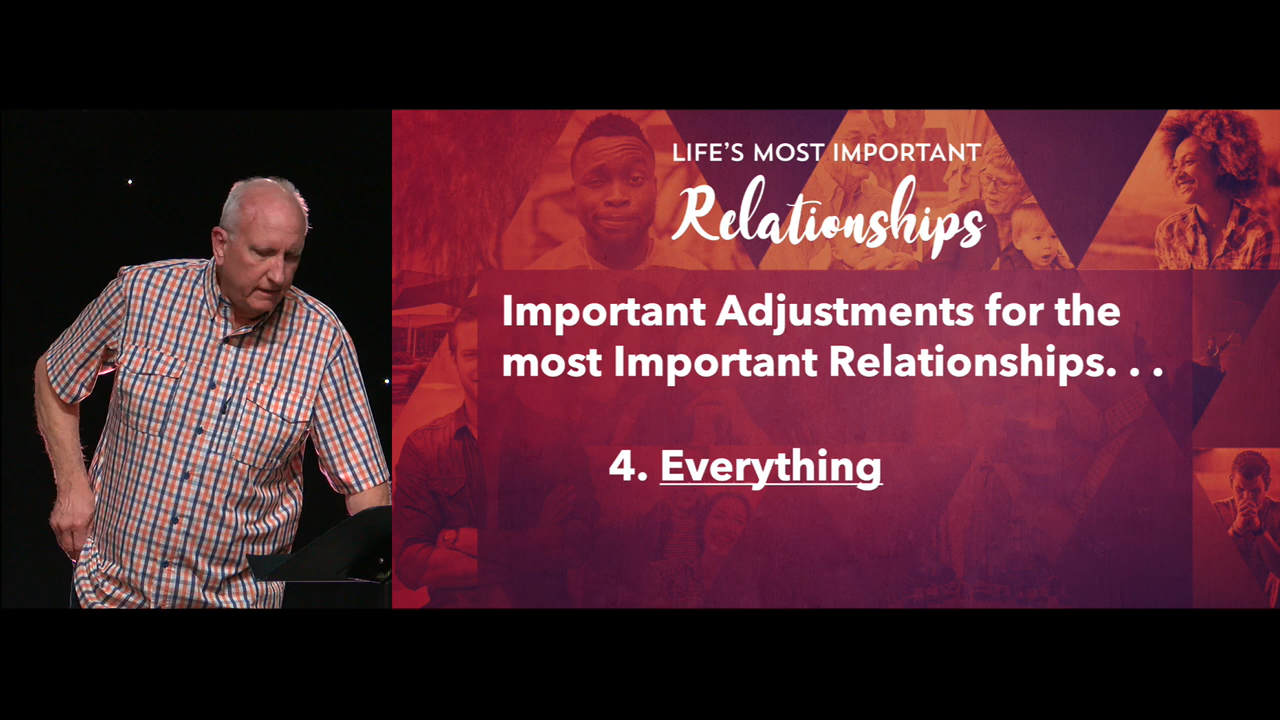 LIFE'S MOST IMPORTANT
Relationships
Important Adjustments for the
most Important Relationships. . .
4. Everything